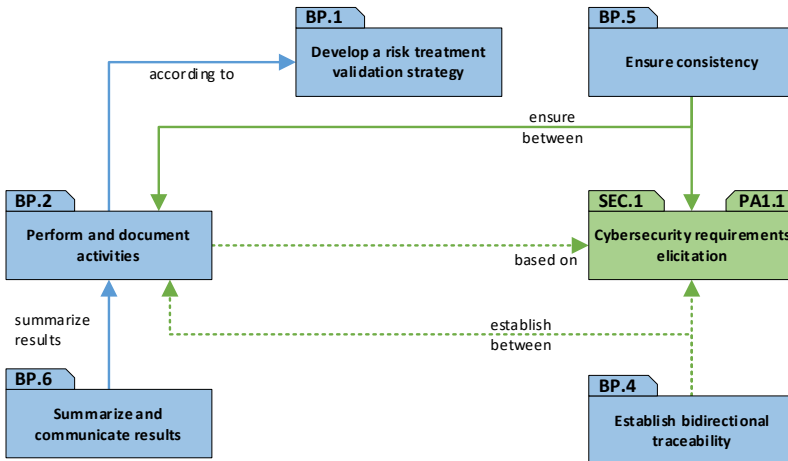 BP.1
Develop a risk treatment
validation strategy
BP.5
Ensure consistency
according to
ensure
between
BP.2
Perform and document
activities
SEC.1
PA1.1
Cybersecurity requirements
elicitation
based on
summarize
results
establish
between
BP.6
Summarize and
communicate results
BP.4
Establish bidirectional
traceability